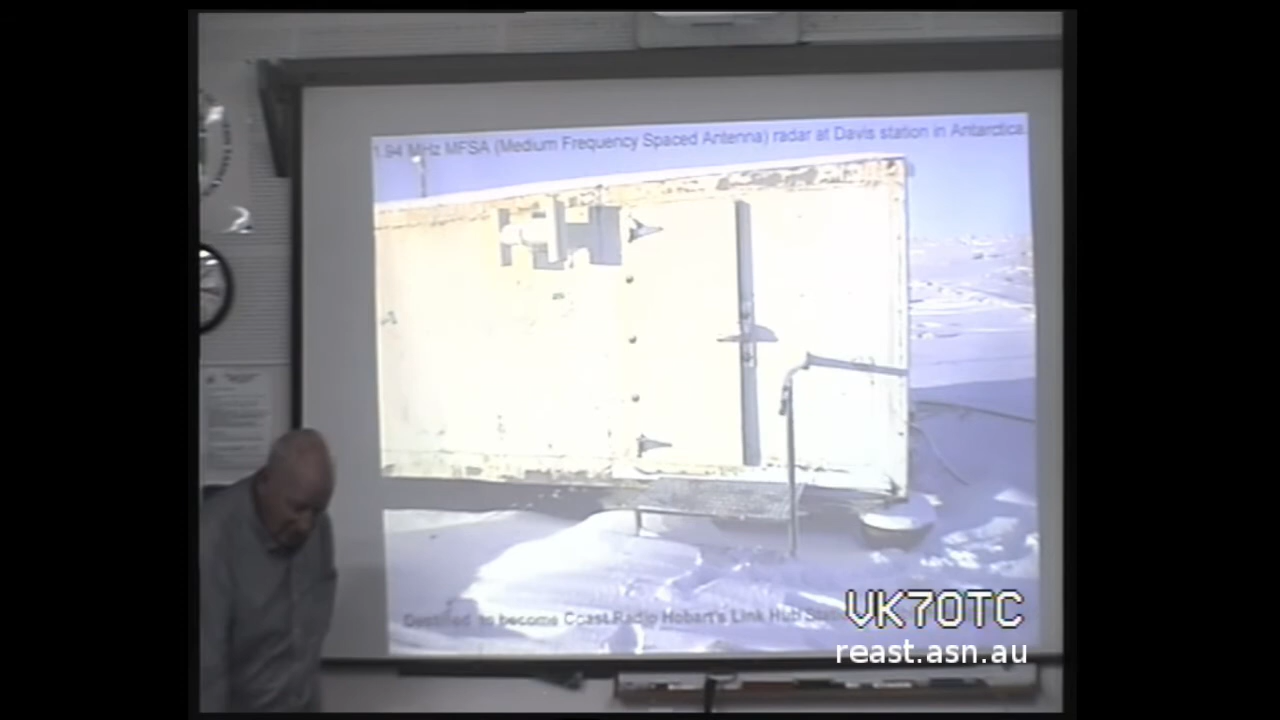 1.94 MHz MFSA (Medium Frequency Spaced Antenna) radar at Davis station in Antarctica.
Destined to become Coast Radio Hobart's Link Hub
VK7OTC
reast.asn.au